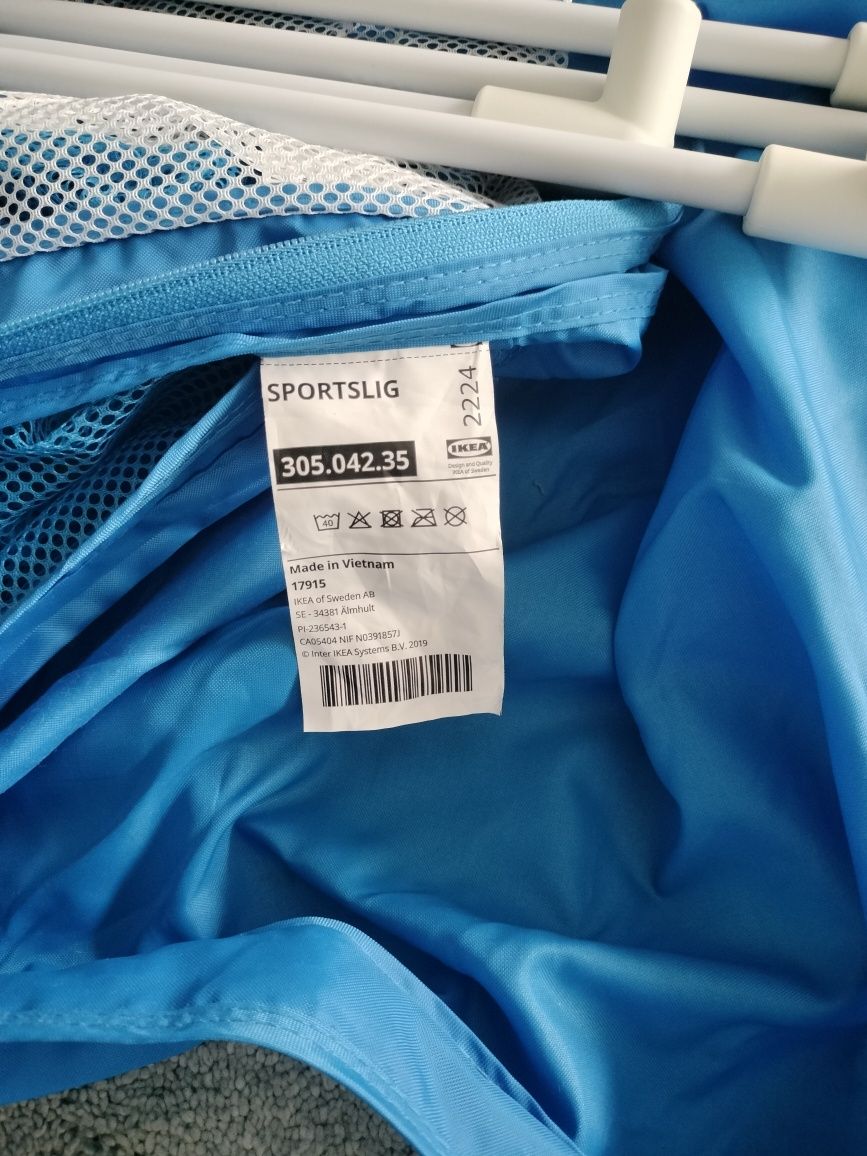 SPORTSLIG
2224
305.042.35
IKEA
Design and Quality
IKEA of Sweden
40
Made in Vietnam
17915
IKEA of Sweden AB
SE - 34381 Älmhult
PI-236543-1
CA05404 NIF N0391857J
© Inter IKEA Systems B.V. 2019